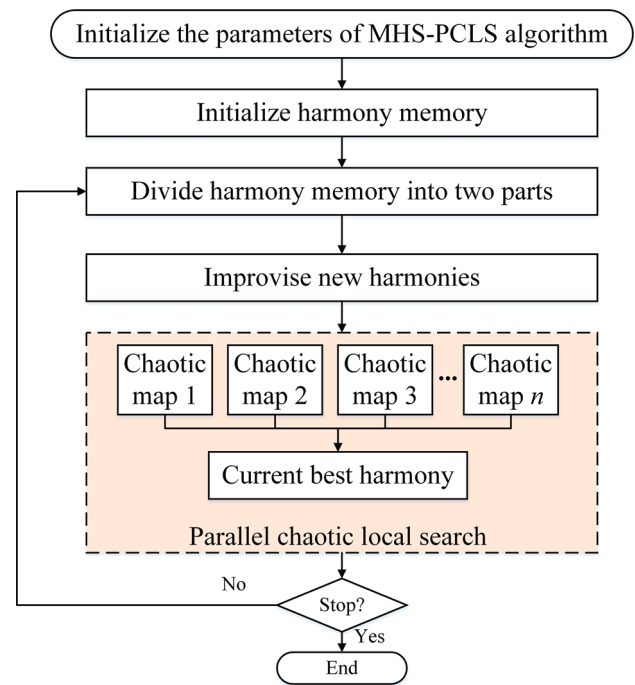 Initialize the parameters of MHS-PCLS algorithm
Initialize harmony memory
Divide harmony memory into two parts
Improvise new harmonies
Chaotic
map 1
Chaotic
map 2
Chaotic
map 3
...
Chaotic
map n
Current best harmony
Parallel chaotic local search
No
Stop?
Yes
End